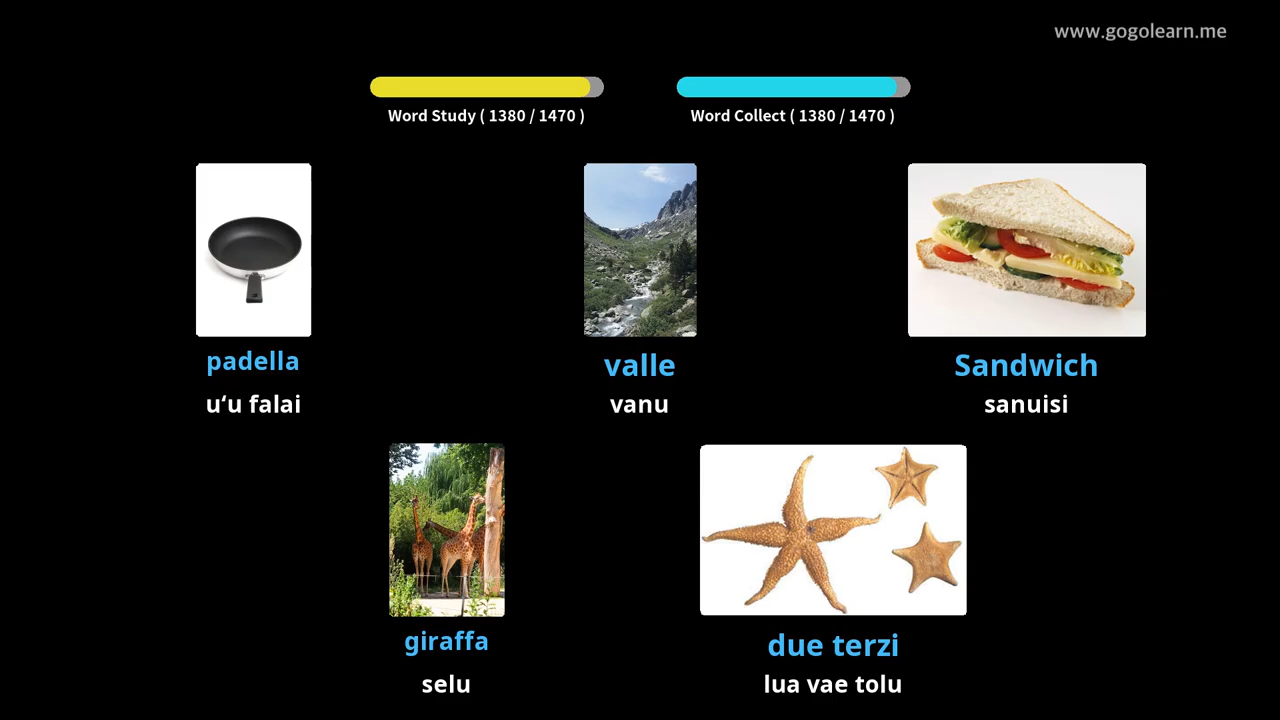 www.gogolearn.me
Word Study ( 1380 / 1470 )
Word Collect ( 1380 / 1470 )
padella
valle
Sandwich
uʻu falai
vanu
sanuisi
giraffa
due terzi
selu
lua vae tolu